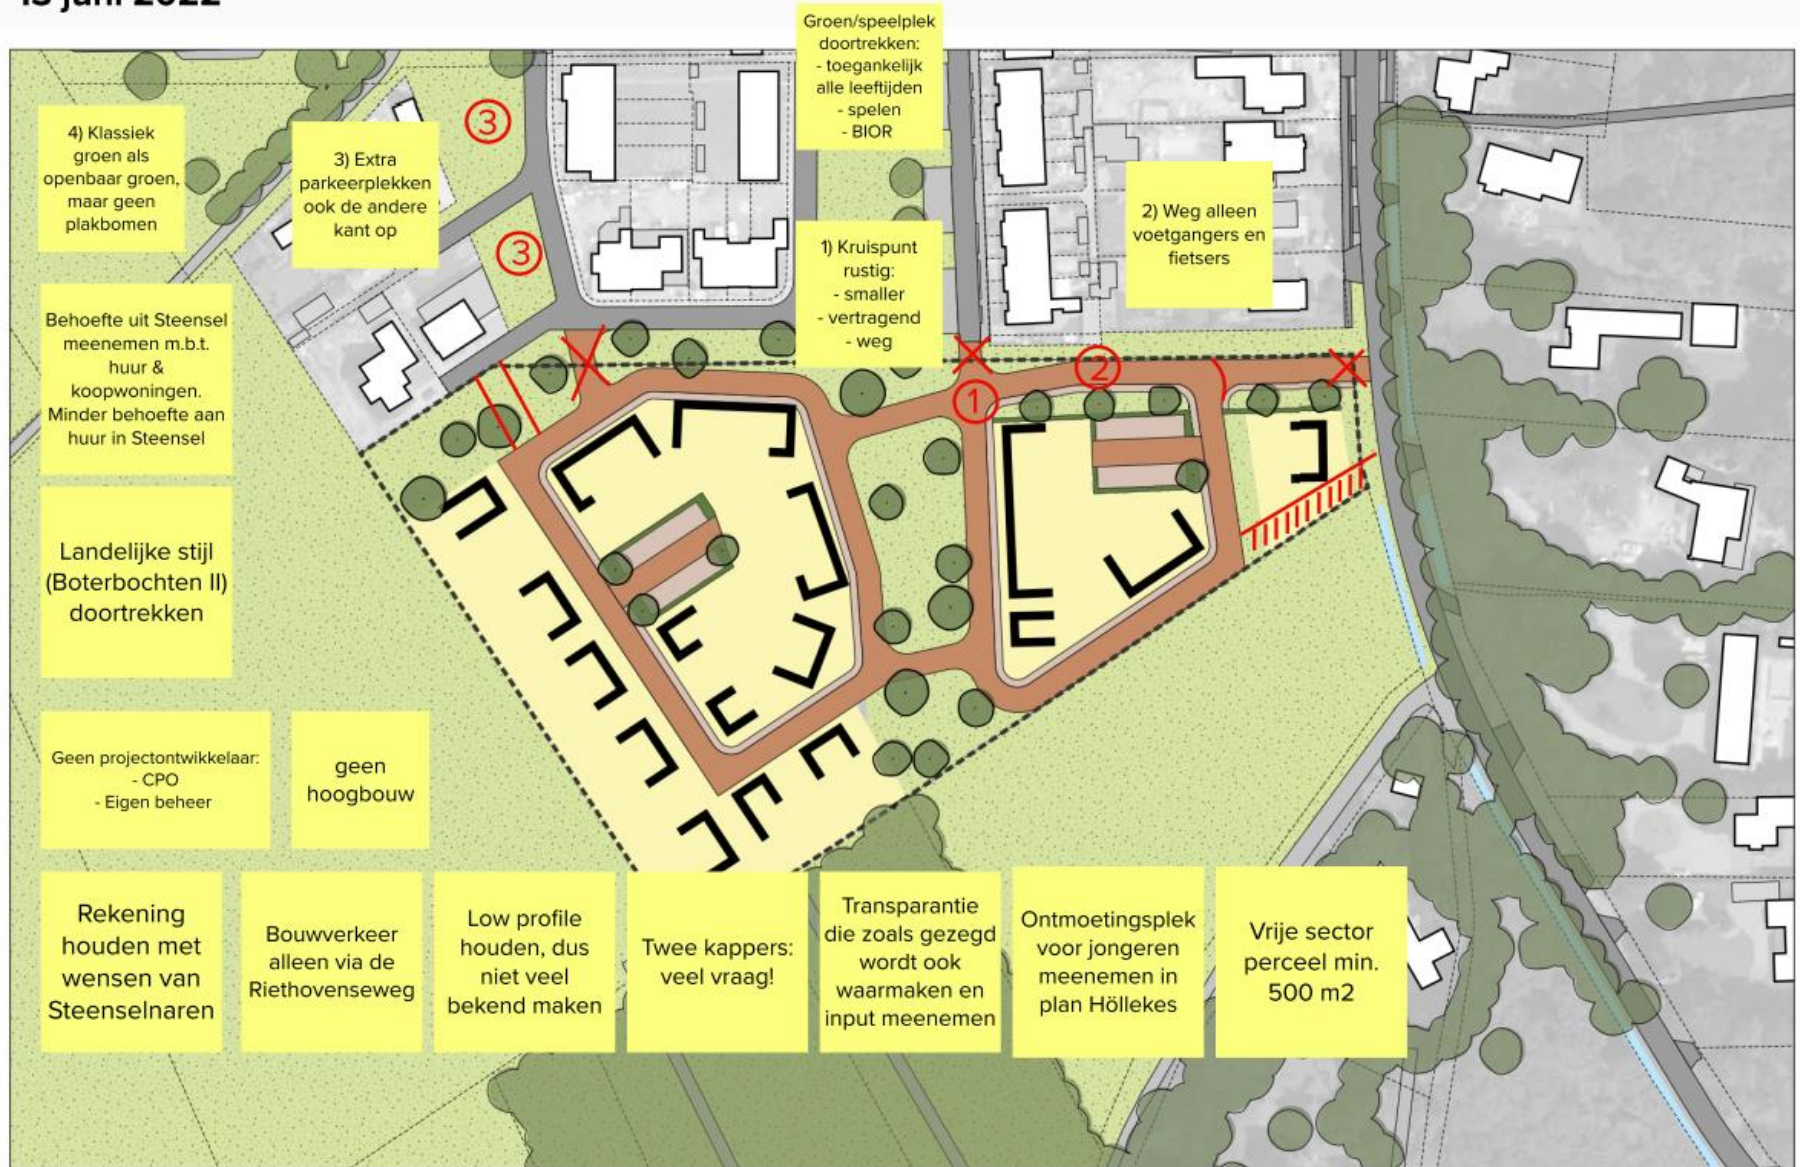 13 juni 2022
Groen/speelplek
doortrekken:
- toegankelijk
alle leeftijden
- spelen
- BIOR
4) Klassiek
groen als
openbaar groen,
maar geen
plakbomen
3) Extra
parkeerplekken
ook de andere
kant op
3
3
2) Weg alleen
voetgangers en
fietsers
1) Kruispunt
rustig:
- smaller
- vertragend
- weg
Behoefte uit Steensel
meenemen m.b.t.
huur &
koopwoningen.
Minder behoefte aan
huur in Steensel
2
1
Landelijke stijl
(Boterbochten II)
doortrekken
Geen projectontwikkelaar:
- CPO
- Eigen beheer
geen
hoogbouw
Rekening
houden met
wensen van
Steenselnaren
Bouwverkeer
alleen via de
Riethovenseweg
Low profile
houden, dus
niet veel
bekend maken
Twee kappers:
veel vraag!
Transparantie
die zoals gezegd
wordt ook
waarmaken en
input meenemen
Ontmoetingsplek
voor jongeren
meenemen in
plan Höllekes
Vrije sector
perceel min.
500 m2